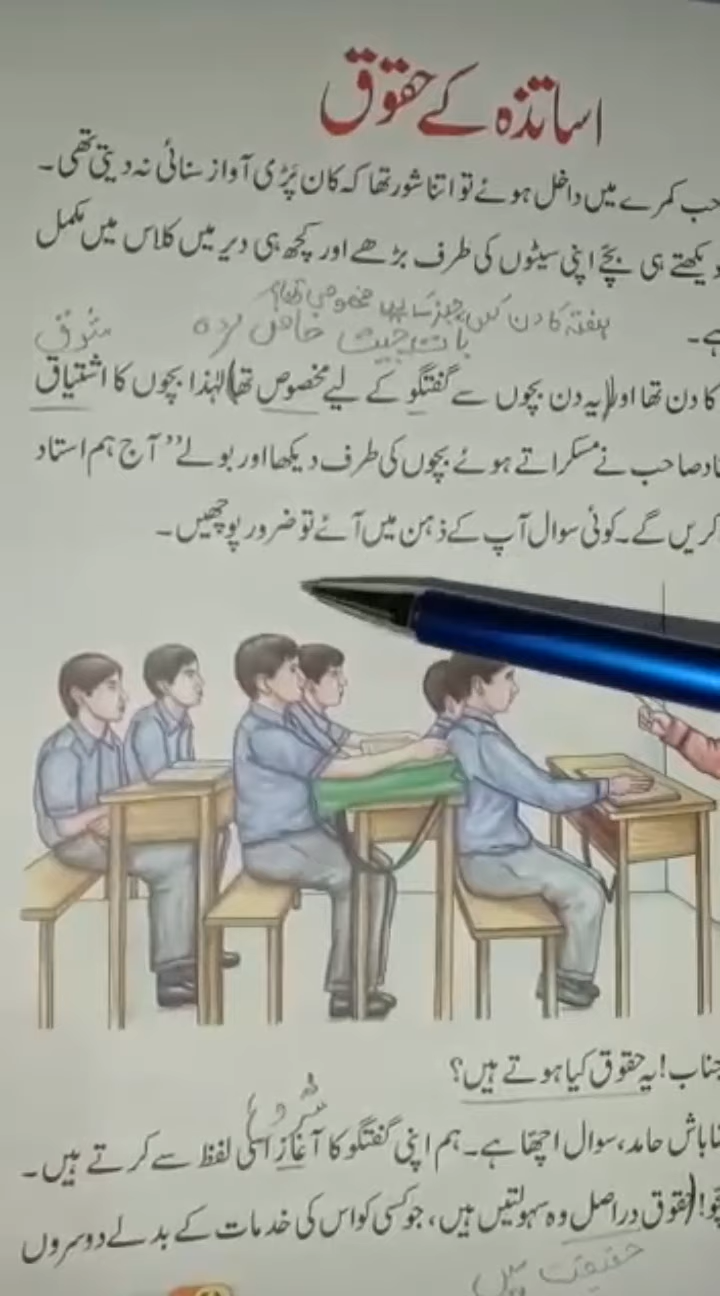 اساتذہ کے حقوق
حب کمرے میں داخل ہوئے تو اتنا شور تھا کہ کان پڑی آواز سنائی نہ دیتی تھی۔
دیکھتے ہی بچے اپنی سیٹوں کی طرف بڑھے اور کچھ ہی دیر میں کلاس میں مکمل
ہفتہ کا دن
ہے۔
بات چیت خاص شوق
کا دن تھا اور (یہ دن بچوں سے گفتگو کے لیے مخصوص تھا) لہٰذا بچوں کا اشتیاق
صاحب نے مسکراتے ہوئے بچوں کی طرف دیکھا اور بولے ”آج ہم استاد
کریں گے۔ کوئی سوال آپ کے ذہن میں آئے تو ضرور پوچھیں۔
جناب! یہ حقوق کیا ہوتے ہیں؟
شروع
حامد، سوال اچھا ہے۔ ہم اپنی گفتگو کا آغاز اسی لفظ سے کرتے ہیں۔
(حقوق دراصل وہ سہولتیں ہیں، جو کسی کو اس کی خدمات کے بدلے دوسروں
حقیقت میں